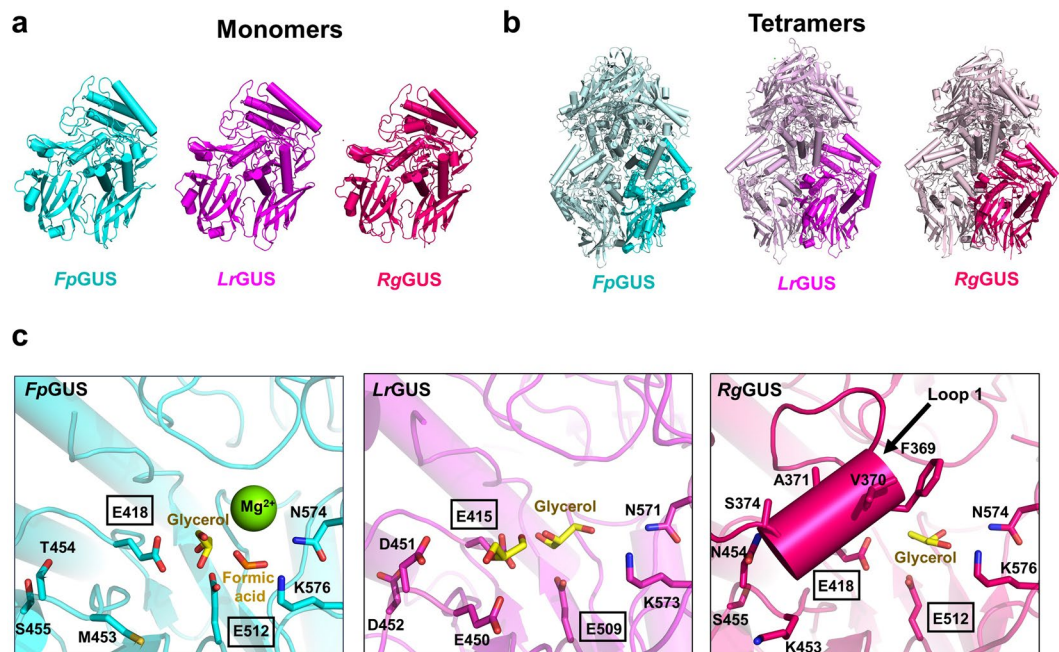 a
Monomers
FpGUS
LrGUS
RgGUS
b
Tetramers
FpGUS
LrGUS
RgGUS
c
FpGUS
E418
Glycerol
Mg²⁺
N574
T454
Formic
acid
K576
S455
M453
E512
LrGUS
E415
Glycerol
N571
D451
K573
D452
E450
E509
RgGUS
Loop 1
F369
A371
V370
S374
N574
N454
Glycerol
E418
K576
S455
E512
K453